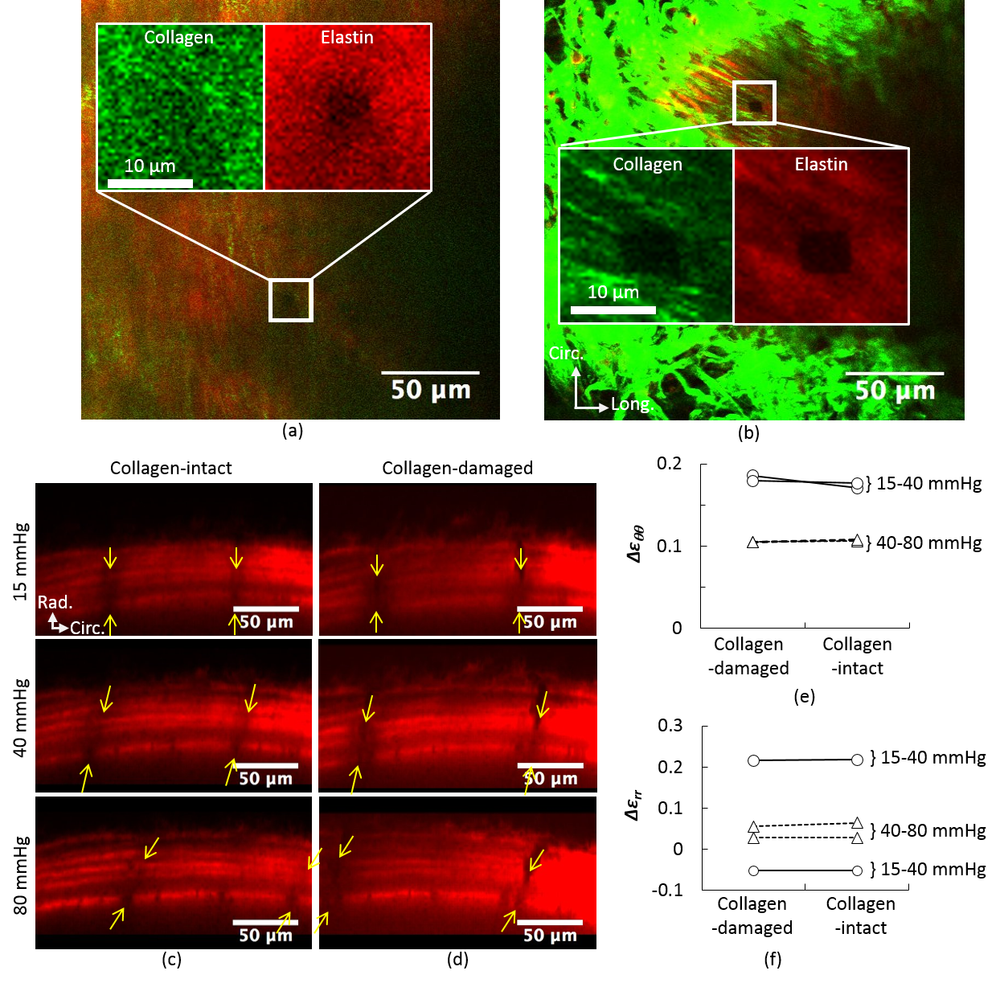 Collagen
Elastin
10 μm
50 μm
(a)
Collagen
Elastin
10 μm
Circ.
Long.
50 μm
(b)
Collagen-intact
Collagen-damaged
15 mmHg
Rad.
Circ.
50 μm
50 μm
40 mmHg
50 μm
50 μm
80 mmHg
50 μm
50 μm
(c)
(d)
0.2
0.1
0
Δεθθ
} 15-40 mmHg
} 40-80 mmHg
Collagen
-damaged
Collagen
-intact
(e)
0.3
0.2
0.1
0
-0.1
Δεrr
} 15-40 mmHg
} 40-80 mmHg
} 15-40 mmHg
Collagen
-damaged
Collagen
-intact
(f)